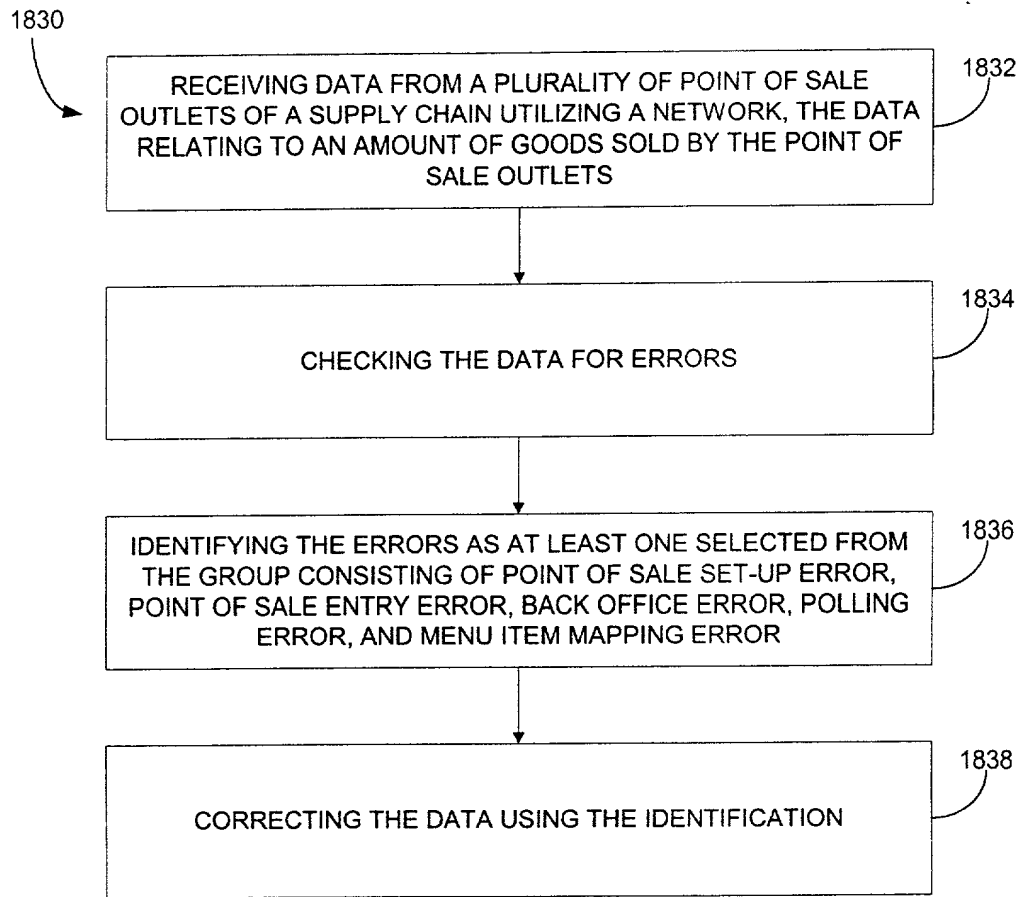 1830
RECEIVING DATA FROM A PLURALITY OF POINT OF SALE
OUTLETS OF A SUPPLY CHAIN UTILIZING A NETWORK, THE DATA
RELATING TO AN AMOUNT OF GOODS SOLD BY THE POINT OF
SALE OUTLETS
1832
CHECKING THE DATA FOR ERRORS
1834
IDENTIFYING THE ERRORS AS AT LEAST ONE SELECTED FROM
THE GROUP CONSISTING OF POINT OF SALE SET-UP ERROR,
POINT OF SALE ENTRY ERROR, BACK OFFICE ERROR, POLLING
ERROR, AND MENU ITEM MAPPING ERROR
1836
CORRECTING THE DATA USING THE IDENTIFICATION
1838